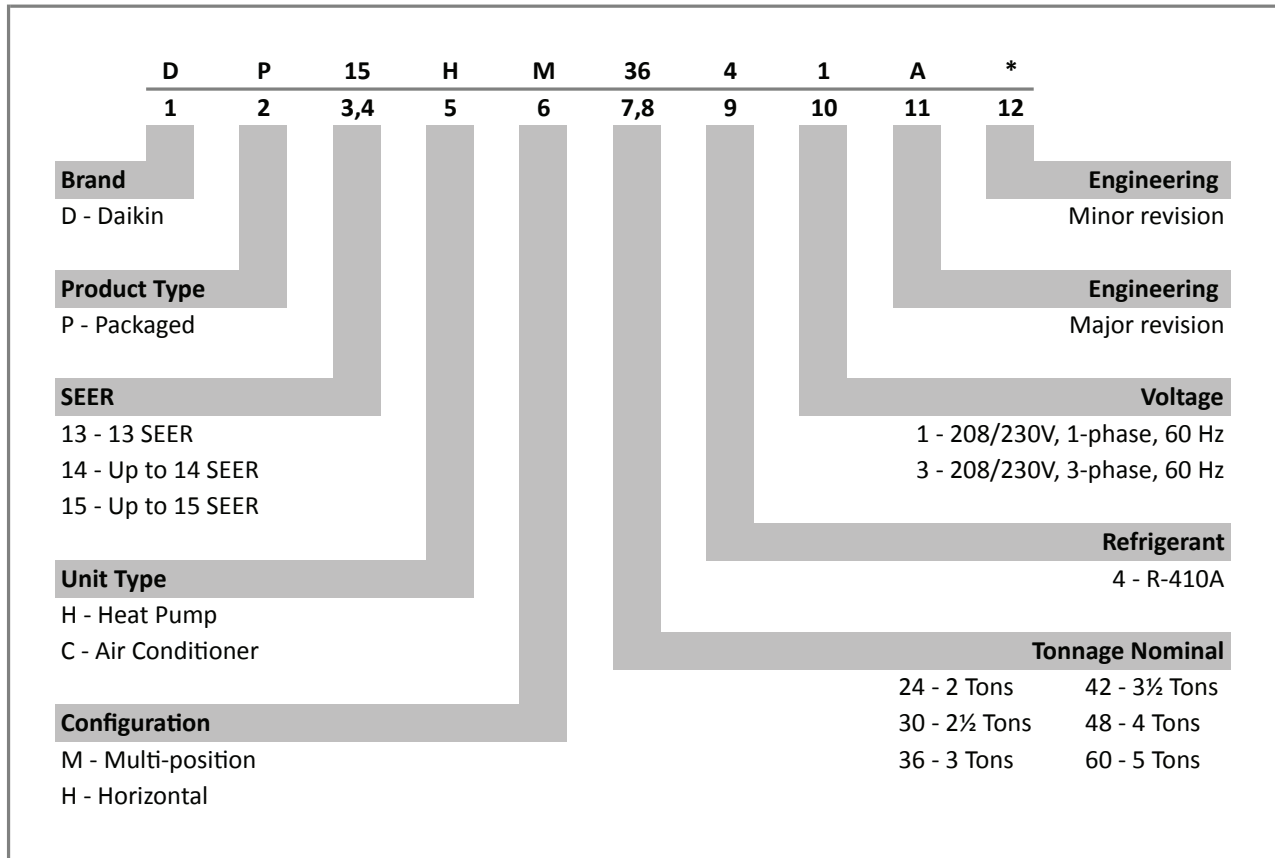 D P 15 H M 36 4 1 A *
1 2 3,4 5 6 7,8 9 10 11 12
Brand
D - Daikin
Product Type
P - Packaged
SEER
13 - 13 SEER
14 - Up to 14 SEER
15 - Up to 15 SEER
Unit Type
H - Heat Pump
C - Air Conditioner
Configuration
M - Multi-position
H - Horizontal
Engineering
Minor revision
Engineering
Major revision
Voltage
1 - 208/230V, 1-phase, 60 Hz
3 - 208/230V, 3-phase, 60 Hz
Refrigerant
4 - R-410A
Tonnage Nominal
24 - 2 Tons 42 - 3½ Tons
30 - 2½ Tons 48 - 4 Tons
36 - 3 Tons 60 - 5 Tons